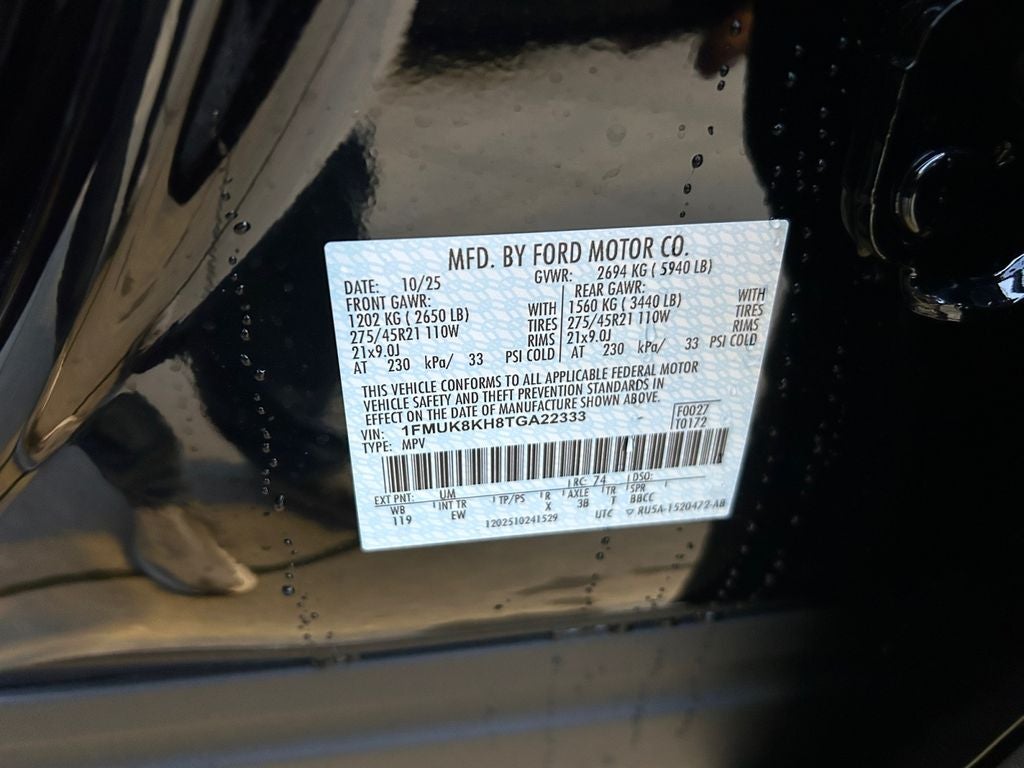 MFD. BY FORD MOTOR CO.
DATE: 10/25 GVWR: 2694 KG ( 5940 LB)
FRONT GAWR: REAR GAWR:
1202 KG ( 2650 LB) WITH 1560 KG ( 3440 LB) WITH
275/45R21 110W TIRES 275/45R21 110W TIRES
21x9.0J RIMS 21x9.0J RIMS
AT 230 kPa/ 33 PSI COLD AT 230 kPa/ 33 PSI COLD
THIS VEHICLE CONFORMS TO ALL APPLICABLE FEDERAL MOTOR
VEHICLE SAFETY AND THEFT PREVENTION STANDARDS IN
EFFECT ON THE DATE OF MANUFACTURE SHOWN ABOVE.
VIN: 1FMUK8KH8TGA22333 F0027
TYPE: MPV T0172
EXT PNT: UM RC: 74 DSO:
WB INT TR TP/PS R AXLE TR SPR
119 EW X 38 T BBCC
1202510241529 UTC ▽ RU5A-1520472-AB